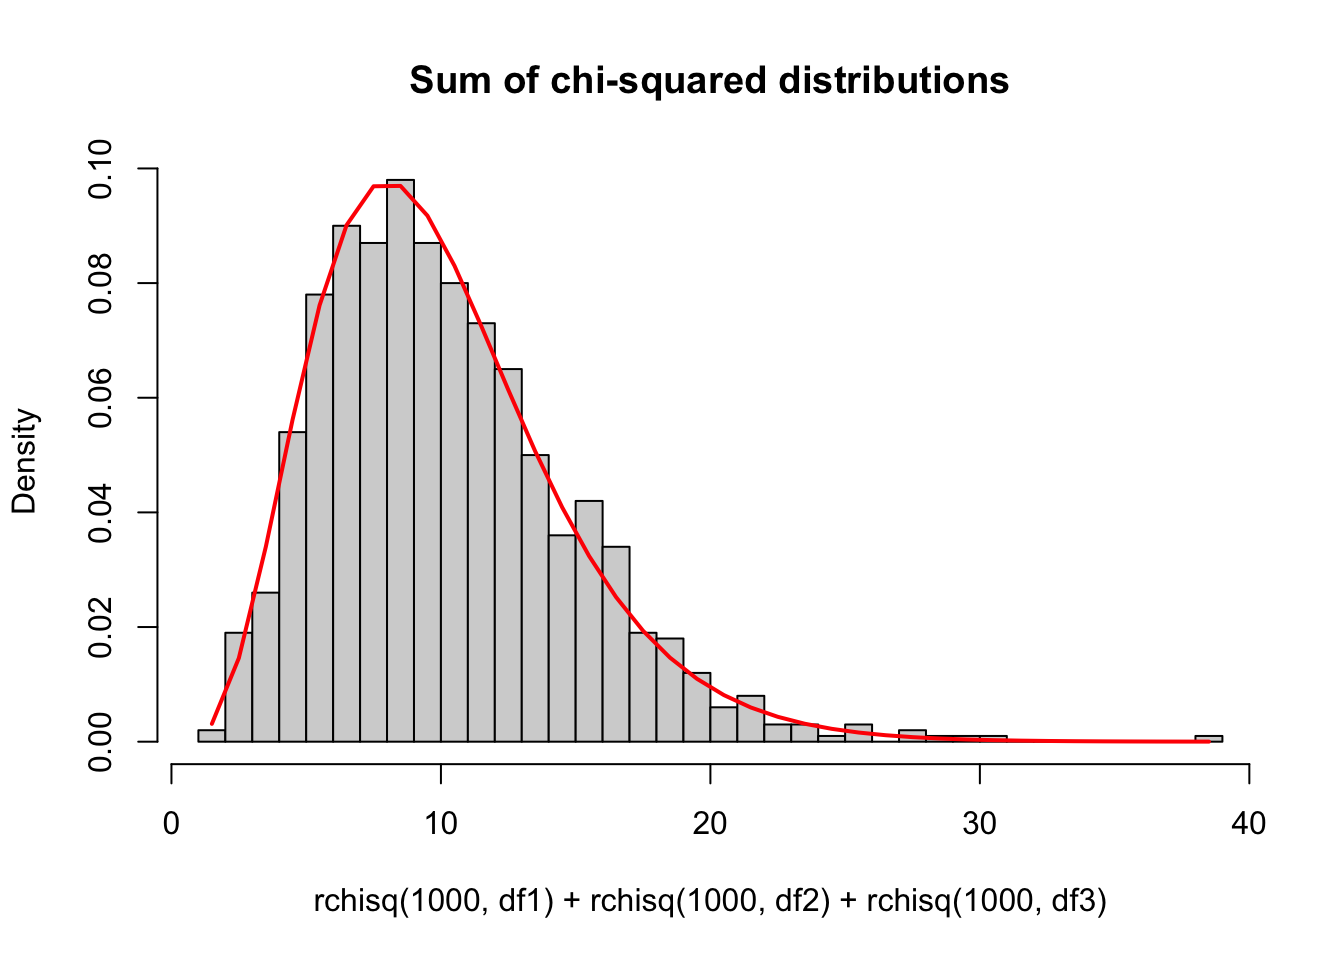 Sum of chi-squared distributions
Density
0.10
0.08
0.06
0.04
0.02
0.00
0 10 20 30 40
rchisq(1000, df1) + rchisq(1000, df2) + rchisq(1000, df3)